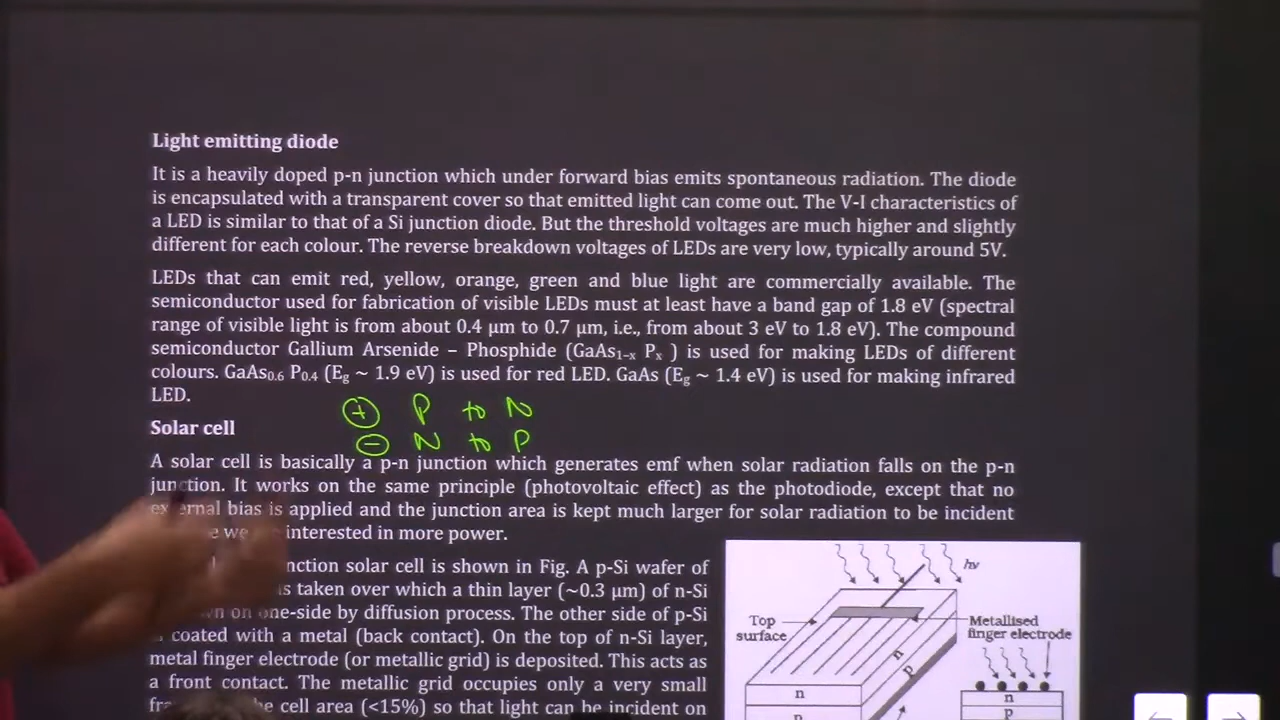 Light emitting diode
It is a heavily doped p-n junction which under forward bias emits spontaneous radiation. The diode
is encapsulated with a transparent cover so that emitted light can come out. The V-I characteristics of
a LED is similar to that of a Si junction diode. But the threshold voltages are much higher and slightly
different for each colour. The reverse breakdown voltages of LEDs are very low, typically around 5V.
LEDs that can emit red, yellow, orange, green and blue light are commercially available. The
semiconductor used for fabrication of visible LEDs must at least have a band gap of 1.8 eV (spectral
range of visible light is from about 0.4 μm to 0.7 μm, i.e., from about 3 eV to 1.8 eV). The compound
semiconductor Gallium Arsenide – Phosphide (GaAs₁₋ₓ Pₓ ) is used for making LEDs of different
colours. GaAs₀.₆ P₀.₄ (Eg ~ 1.9 eV) is used for red LED. GaAs (Eg ~ 1.4 eV) is used for making infrared
LED.
+ P to N
Solar cell
− N to P
A solar cell is basically a p-n junction which generates emf when solar radiation falls on the p-n
junction. It works on the same principle (photovoltaic effect) as the photodiode, except that no
external bias is applied and the junction area is kept much larger for solar radiation to be incident
we interested in more power.
solar cell is shown in Fig. A p-Si wafer of
is taken over which a thin layer (~0.3 μm) of n-Si
on one-side by diffusion process. The other side of p-Si
coated with a metal (back contact). On the top of n-Si layer,
metal finger electrode (or metallic grid) is deposited. This acts as
a front contact. The metallic grid occupies only a very small
cell area (<15%) so that light can be incident on
hν
Top
surface
Metallised
finger electrode
n
p
n
p
n
p